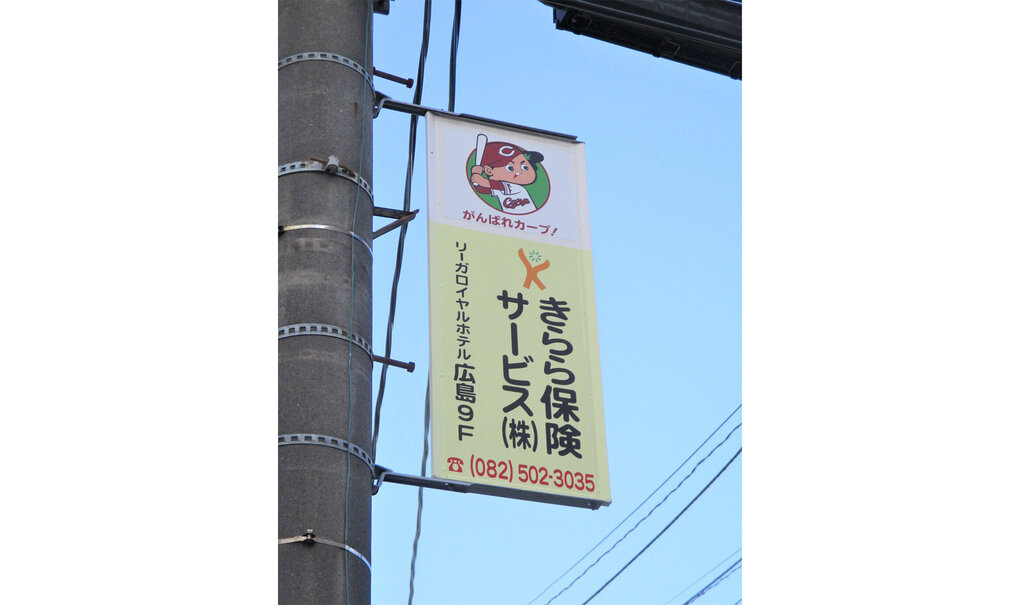 C
Carp
がんばれカープ!
きらら保険
サービス(株)
リーガロイヤルホテル広島9F
☎(082)502-3035